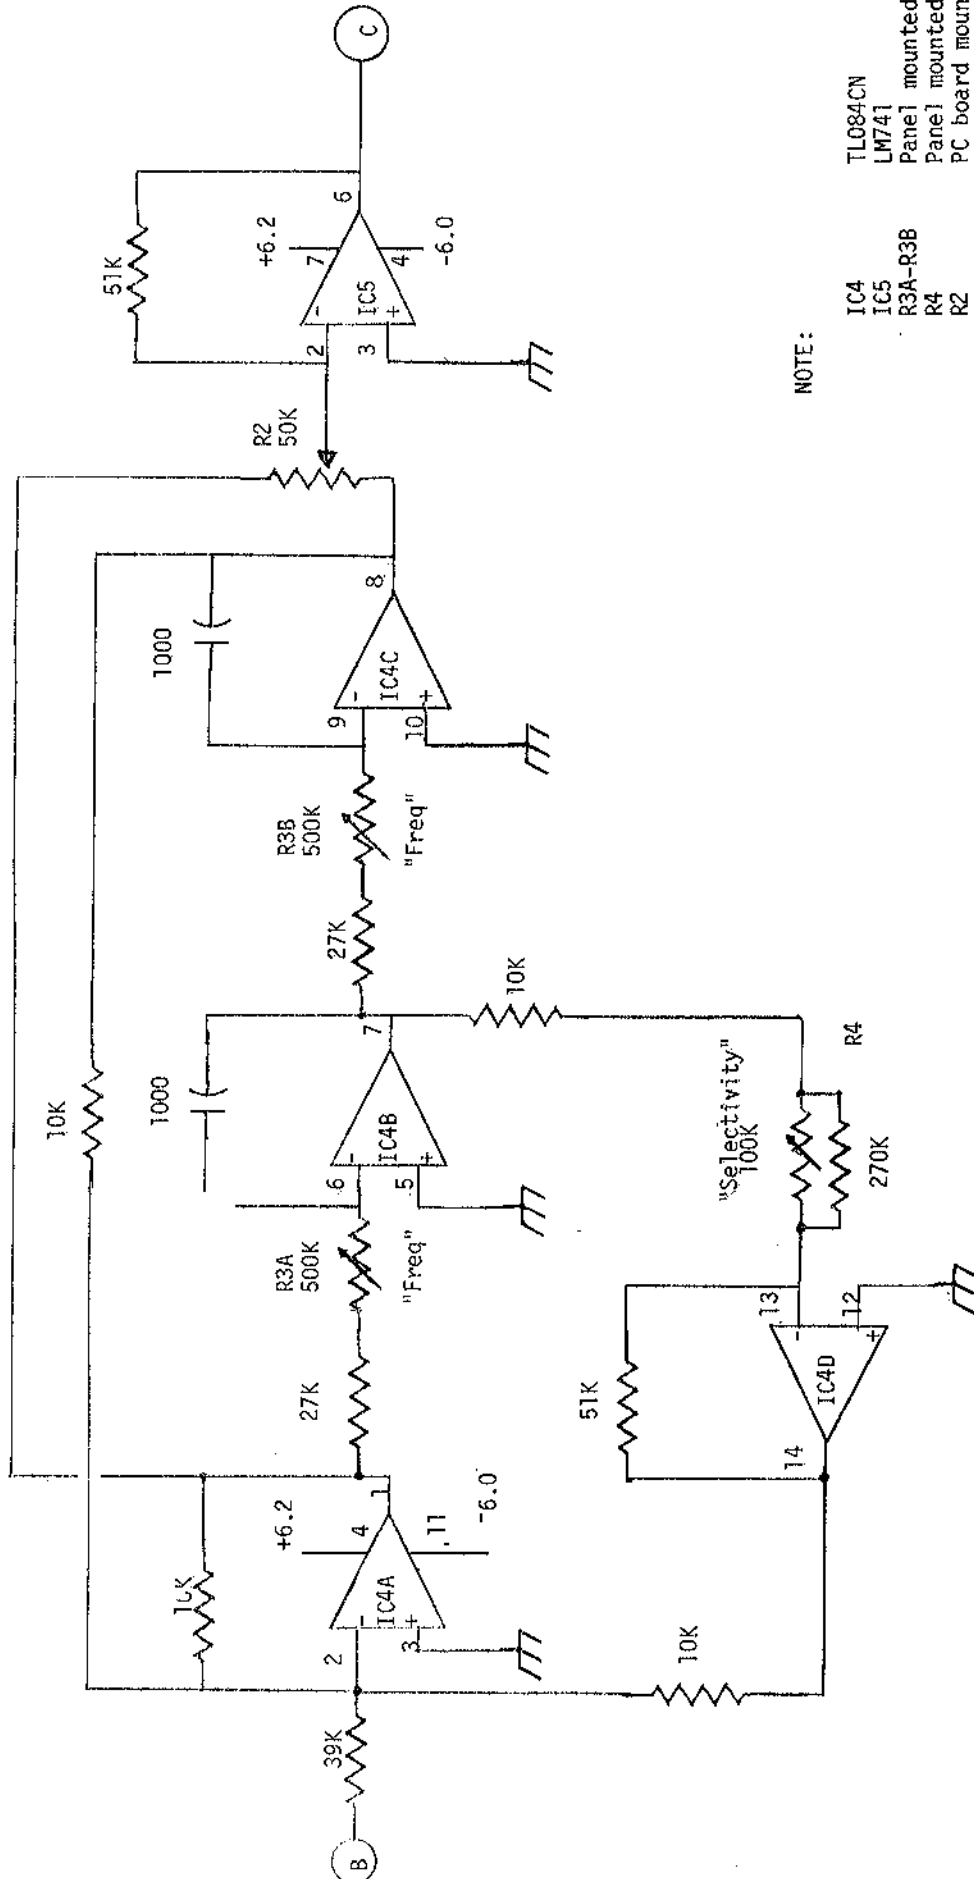 B
39K
10K
2
3
IC4A
-
+
4
+6.2
11
-6.0
1
10K
27K
R3A
500K
"Freq"
6
5
IC4B
-
+
7
1000
27K
R3B
500K
"Freq"
9
10
IC4C
-
+
8
1000
R2
50K
2
3
IC5
-
+
7
+6.2
4
-6.0
6
51K
C
10K
10K
14
IC4D
-
+
13
12
51K
"Selectivity"
100K
270K
R4
NOTE:
IC4 TL084CN
IC5 LM741
R3A-R3B Panel mounted
R4 Panel mounted
R2 PC board moun